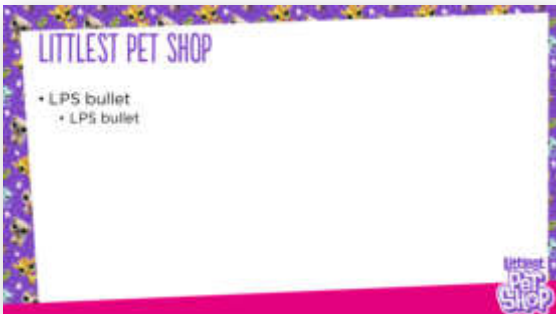 LITTLEST PET SHOP
• LPS bullet
• LPS bullet
Littlest
PET
SHOP